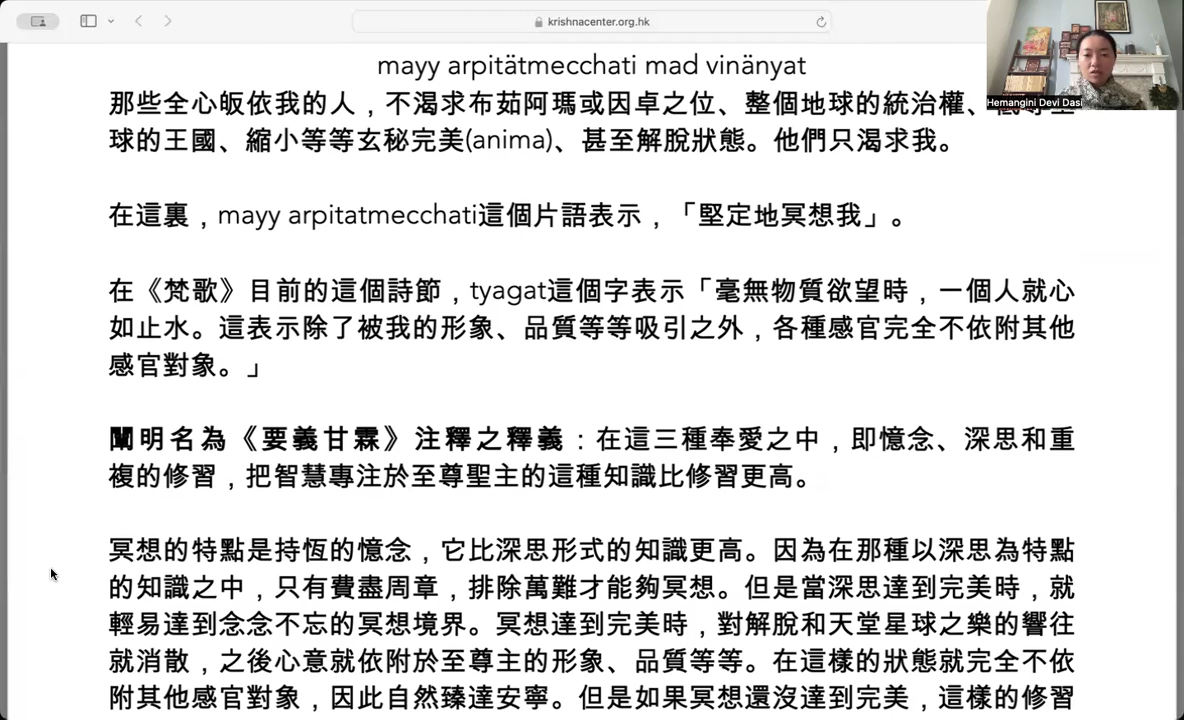 krishnacenter.org.hk
Hemangini Devi Dasi
mayy arpitätmecchati mad vinänyat
那些全心皈依我的人，不渴求布茹阿瑪或因卓之位、整個地球的統治權、
球的王國、縮小等等玄秘完美(anima)、甚至解脫狀態。他們只渴求我。
在這裏，mayy arpitatmecchati這個片語表示，「堅定地冥想我」。
在《梵歌》目前的這個詩節，tyagat這個字表示「毫無物質欲望時，一個人就心
如止水。這表示除了被我的形象、品質等等吸引之外，各種感官完全不依附其他
感官對象。」
闡明名為《要義甘霖》注釋之釋義：在這三種奉愛之中，即憶念、深思和重
複的修習，把智慧專注於至尊聖主的這種知識比修習更高。
冥想的特點是持恆的憶念，它比深思形式的知識更高。因為在那種以深思為特點
的知識之中，只有費盡周章，排除萬難才能夠冥想。但是當深思達到完美時，就
輕易達到念念不忘的冥想境界。冥想達到完美時，對解脫和天堂星球之樂的響往
就消散，之後心意就依附於至尊主的形象、品質等等。在這樣的狀態就完全不依
附其他感官對象，因此自然臻達安寧。但是如果冥想還沒達到完美，這樣的修習